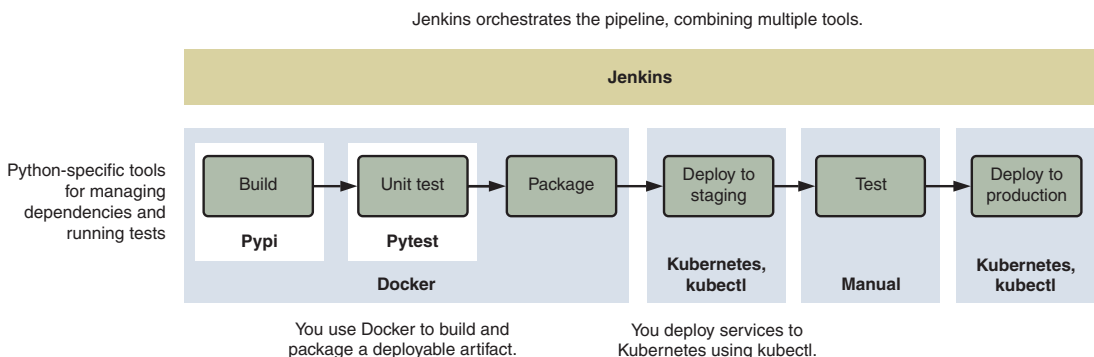 Jenkins orchestrates the pipeline, combining multiple tools.
Jenkins
Python-specific tools
for managing
dependencies and
running tests
Build
Unit test
Package
Deploy to
staging
Test
Deploy to
production
Pypi
Pytest
Docker
Kubernetes,
kubectl
Manual
Kubernetes,
kubectl
You use Docker to build and
package a deployable artifact.
You deploy services to
Kubernetes using kubectl.